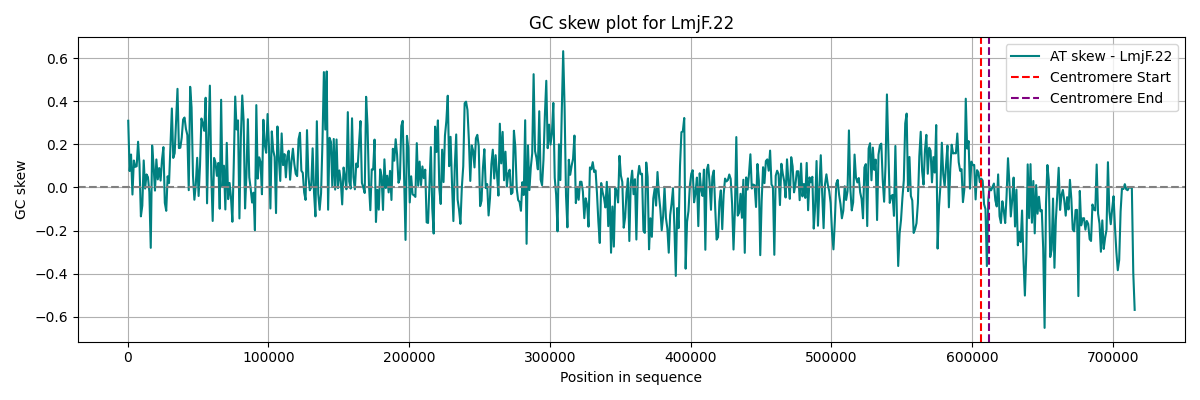 GC skew plot for LmjF.22
GC skew
0.6
0.4
0.2
0.0
−0.2
−0.4
−0.6
AT skew - LmjF.22
Centromere Start
Centromere End
0
100000
200000
300000
400000
500000
600000
700000
Position in sequence